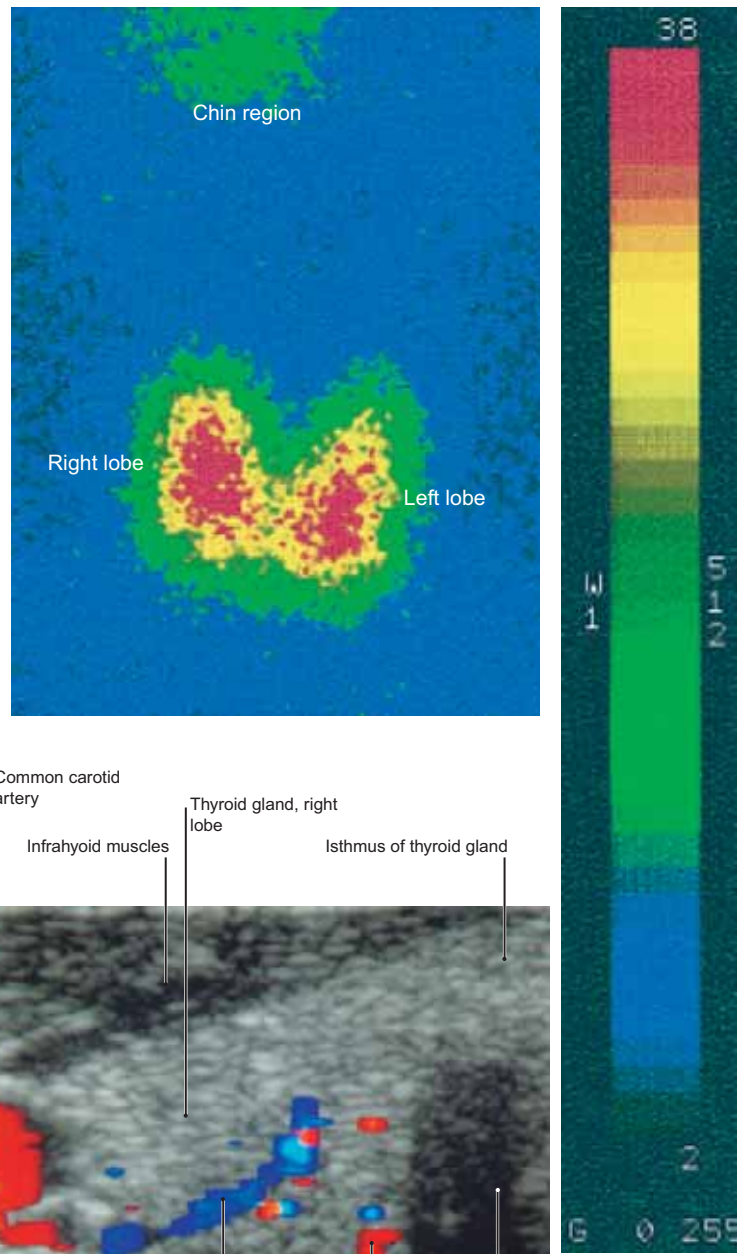 Chin region
Right lobe
Left lobe
38
W
1
5
1
2
2
G 0 255
Common carotid
artery
Thyroid gland, right
lobe
Infrahyoid muscles
Isthmus of thyroid gland